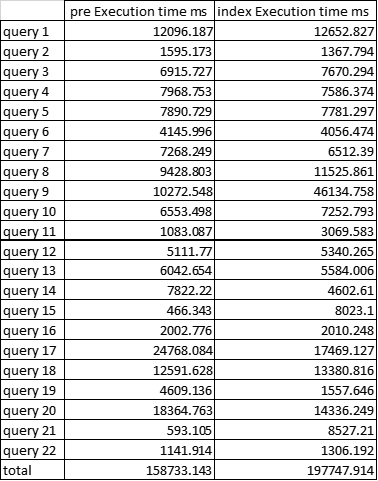 pre Execution time ms index Execution time ms
query 1 12096.187 12652.827
query 2 1595.173 1367.794
query 3 6915.727 7670.294
query 4 7968.753 7586.374
query 5 7890.729 7781.297
query 6 4145.996 4056.474
query 7 7268.249 6512.39
query 8 9428.803 11525.861
query 9 10272.548 46134.758
query 10 6553.498 7252.793
query 11 1083.087 3069.583
query 12 5111.77 5340.265
query 13 6042.654 5584.006
query 14 7822.22 4602.61
query 15 466.343 8023.1
query 16 2002.776 2010.248
query 17 24768.084 17469.127
query 18 12591.628 13380.816
query 19 4609.136 1557.646
query 20 18364.763 14336.249
query 21 593.105 8527.21
query 22 1141.914 1306.192
total 158733.143 197747.914